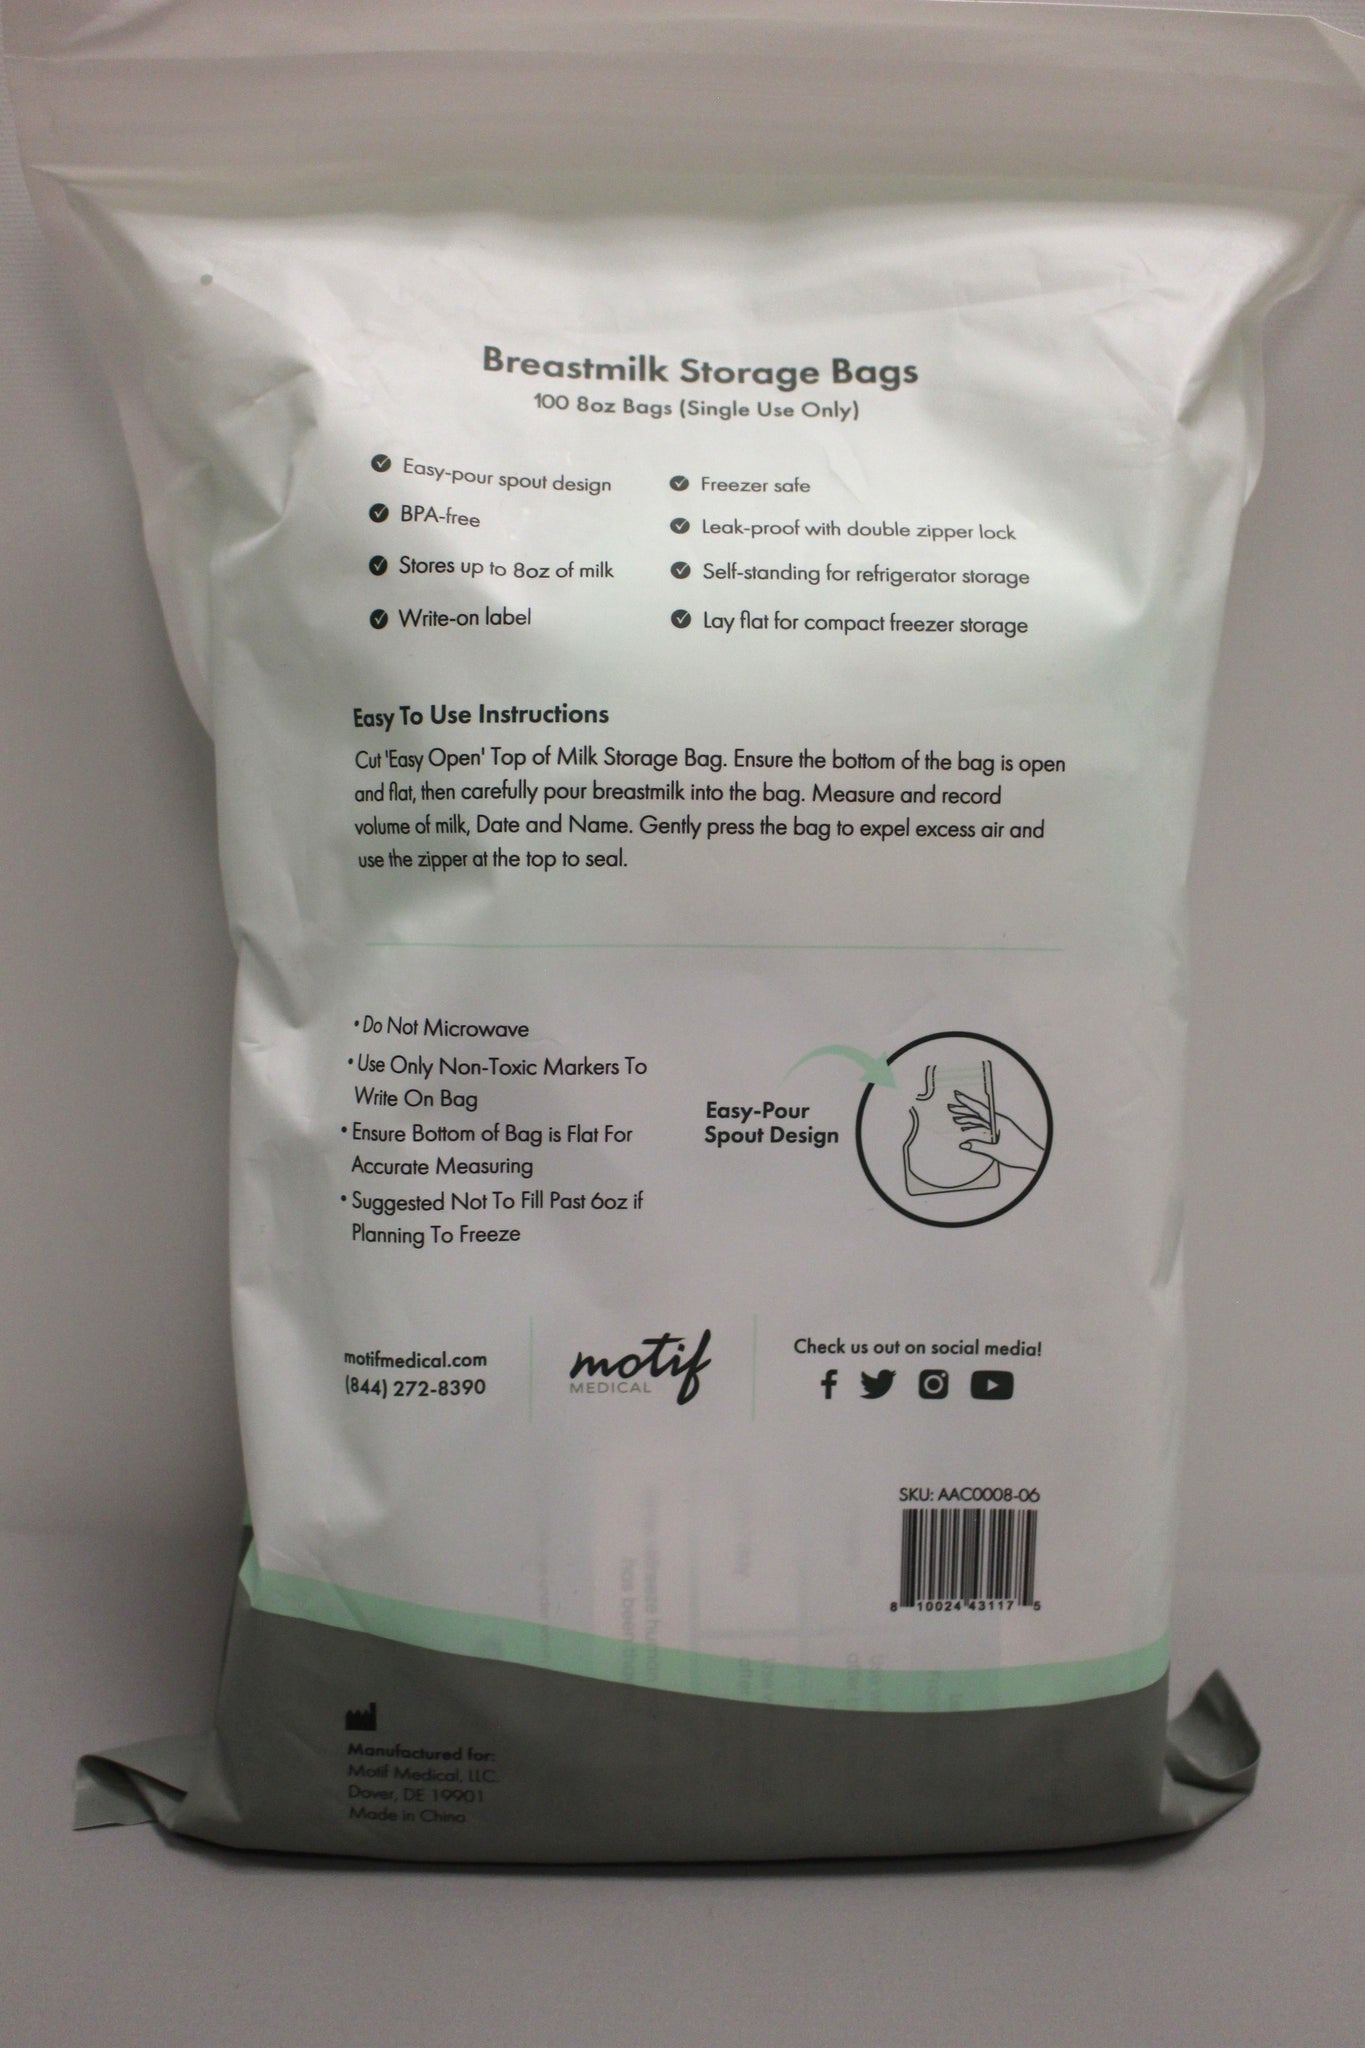 Breastmilk Storage Bags
100 8oz Bags (Single Use Only)
Easy-pour spout design
BPA-free
Stores up to 8oz of milk
Write-on label
Freezer safe
Leak-proof with double zipper lock
Self-standing for refrigerator storage
Lay flat for compact freezer storage
Easy To Use Instructions
Cut 'Easy Open' Top of Milk Storage Bag. Ensure the bottom of the bag is open
and flat, then carefully pour breastmilk into the bag. Measure and record
volume of milk, Date and Name. Gently press the bag to expel excess air and
use the zipper at the top to seal.
• Do Not Microwave
• Use Only Non-Toxic Markers To
Write On Bag
• Ensure Bottom of Bag is Flat For
Accurate Measuring
• Suggested Not To Fill Past 6oz if
Planning To Freeze
Easy-Pour
Spout Design
motifmedical.com
(844) 272-8390
motif
MEDICAL
Check us out on social media!
SKU: AAC0008-06
8 10024 43117 5
Manufactured for:
Motif Medical, LLC.
Dover, DE 19901
Made in China